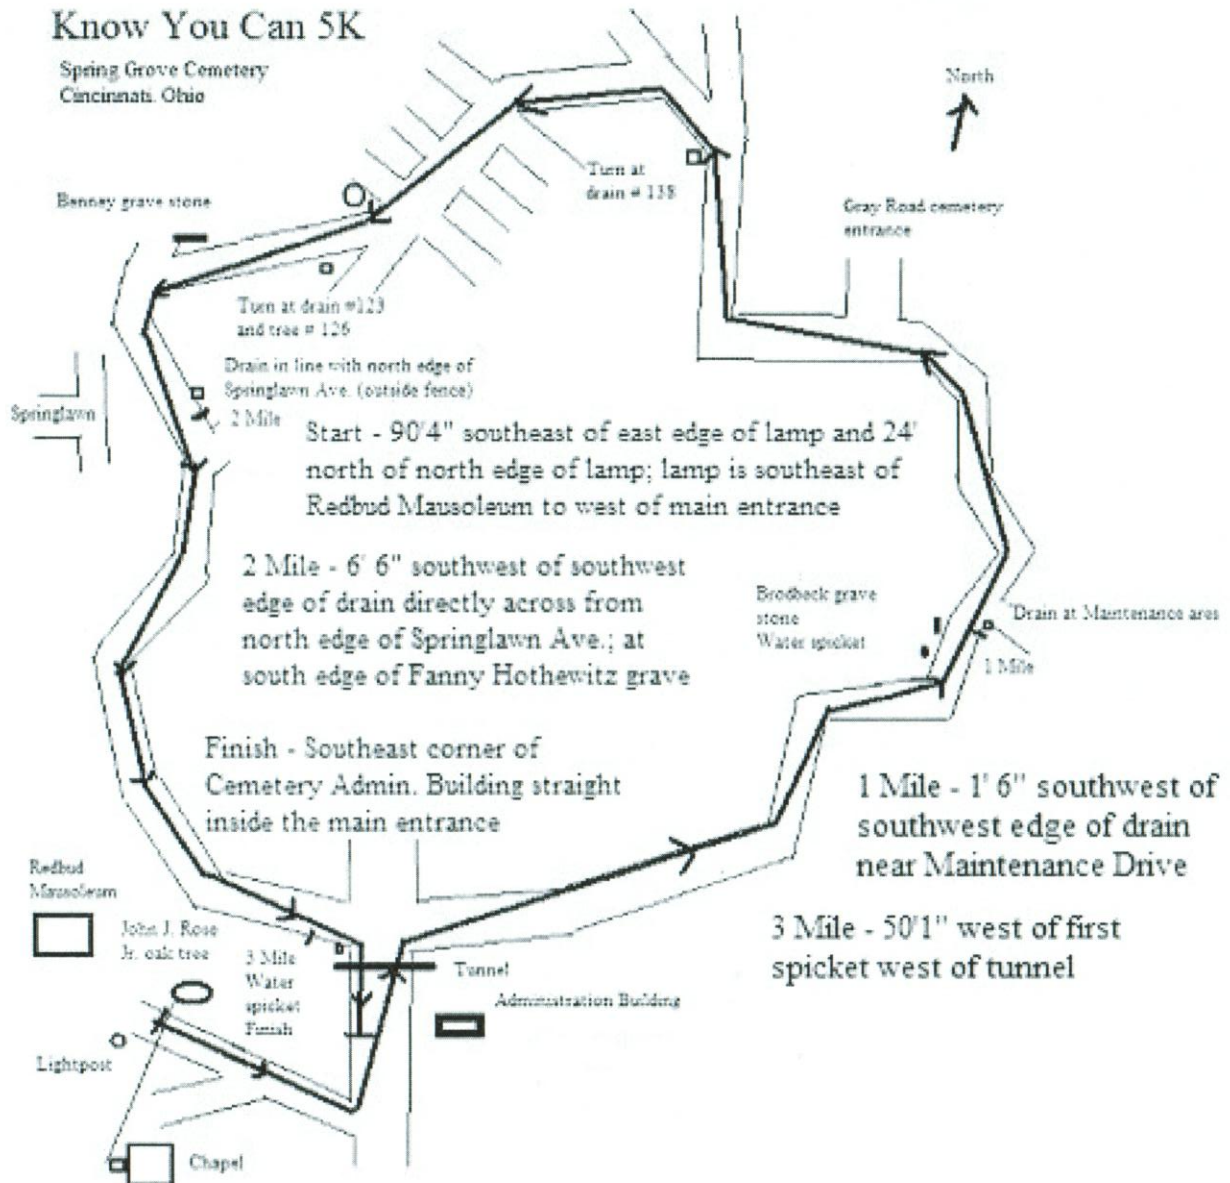 Know You Can 5K
Spring Grove Cemetery
Cincinnati, Ohio
North
Turn at
drain # 138
Benney grave stone
Gray Road cemetery
entrance
Turn at drain #123
and tree # 126
Drain in line with north edge of
Springlawn Ave. (outside fence)
2 Mile
Springlawn
Start - 90'4" southeast of east edge of lamp and 24'
north of north edge of lamp; lamp is southeast of
Redbud Mausoleum to west of main entrance
2 Mile - 6' 6" southwest of southwest
edge of drain directly across from
north edge of Springlawn Ave.; at
south edge of Fanny Hothewitz grave
Brodbeck grave
stone
Water spicket
Drain at Maintenance area
1 Mile
Finish - Southeast corner of
Cemetery Admin. Building straight
inside the main entrance
1 Mile - 1' 6" southwest of
southwest edge of drain
near Maintenance Drive
Redbud
Mausoleum
John J. Rose
Jr. oak tree
3 Mile
Water
spicket
Finish
3 Mile - 50'1" west of first
spicket west of tunnel
Tunnel
Administration Building
Lightpost
Chapel